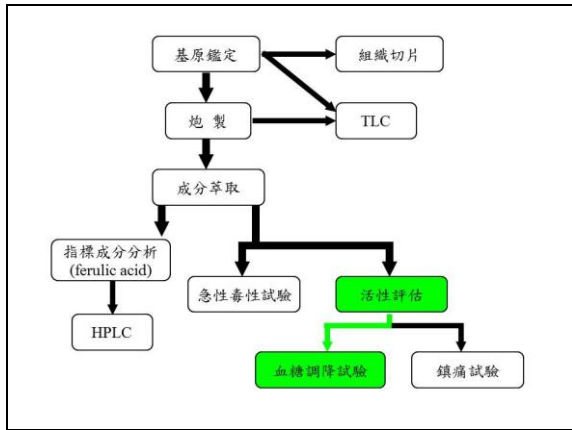 基原鑑定
組織切片
炮 製
TLC
成分萃取
指標成分分析
(ferulic acid)
急性毒性試驗
活性評估
HPLC
血糖調降試驗
鎮痛試驗